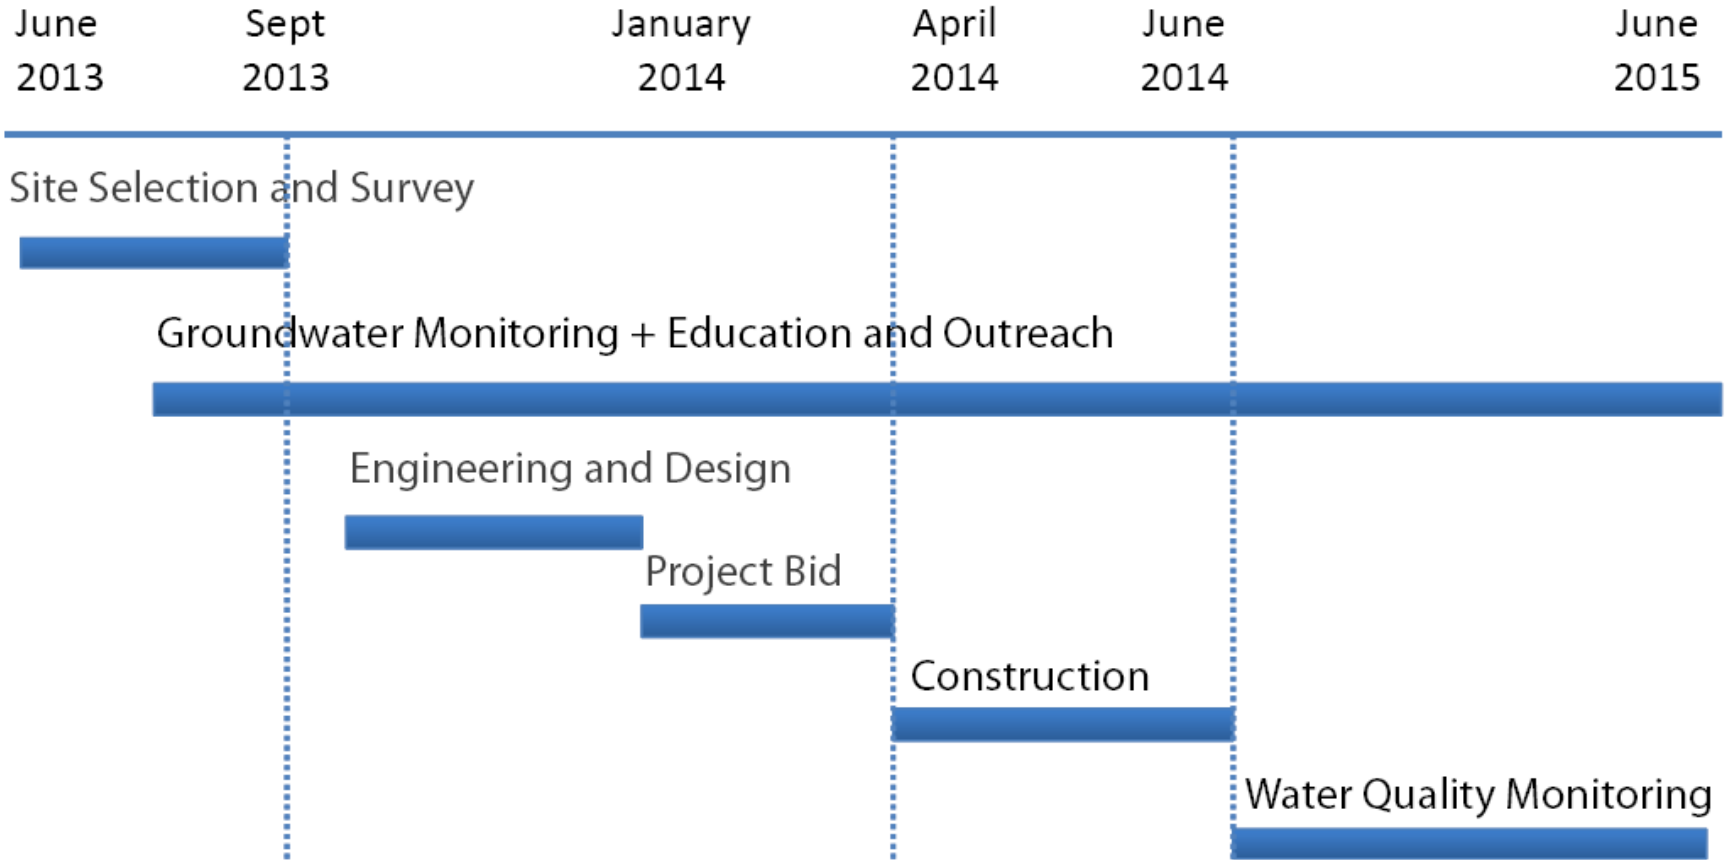 June Sept January April June June
2013 2013 2014 2014 2014 2015
Site Selection and Survey
Groundwater Monitoring + Education and Outreach
Engineering and Design
Project Bid
Construction
Water Quality Monitoring